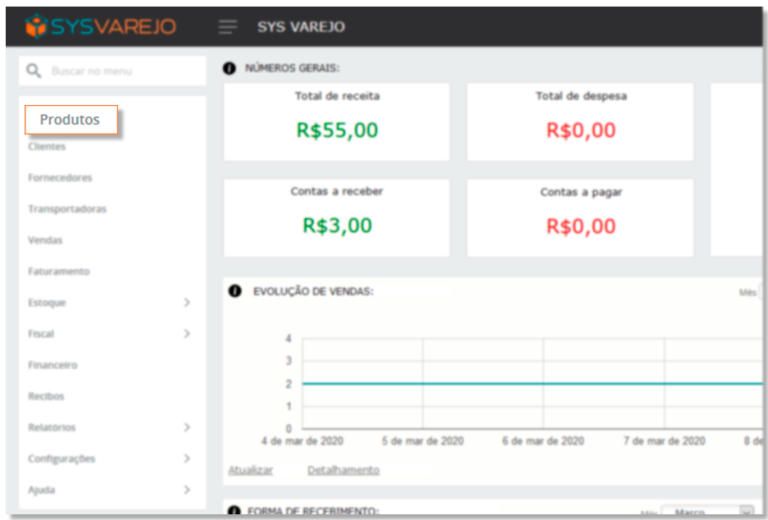 SYSVAREJO
SYS VAREJO
Buscar no menu
Produtos
Clientes
Fornecedores
Transportadoras
Vendas
Faturamento
Estoque
Fiscal
Financeiro
Recibos
Relatórios
Configurações
Ajuda
NÚMEROS GERAIS:
Total de receita
R$55,00
Total de despesa
R$0,00
Contas a receber
R$3,00
Contas a pagar
R$0,00
EVOLUÇÃO DE VENDAS:
Mês
4
3
2
1
0
4 de mar de 2020
5 de mar de 2020
6 de mar de 2020
7 de mar de 2020
8 de
Atualizar
Detalhamento
FORMA DE RECEBIMENTO:
Mês
Março